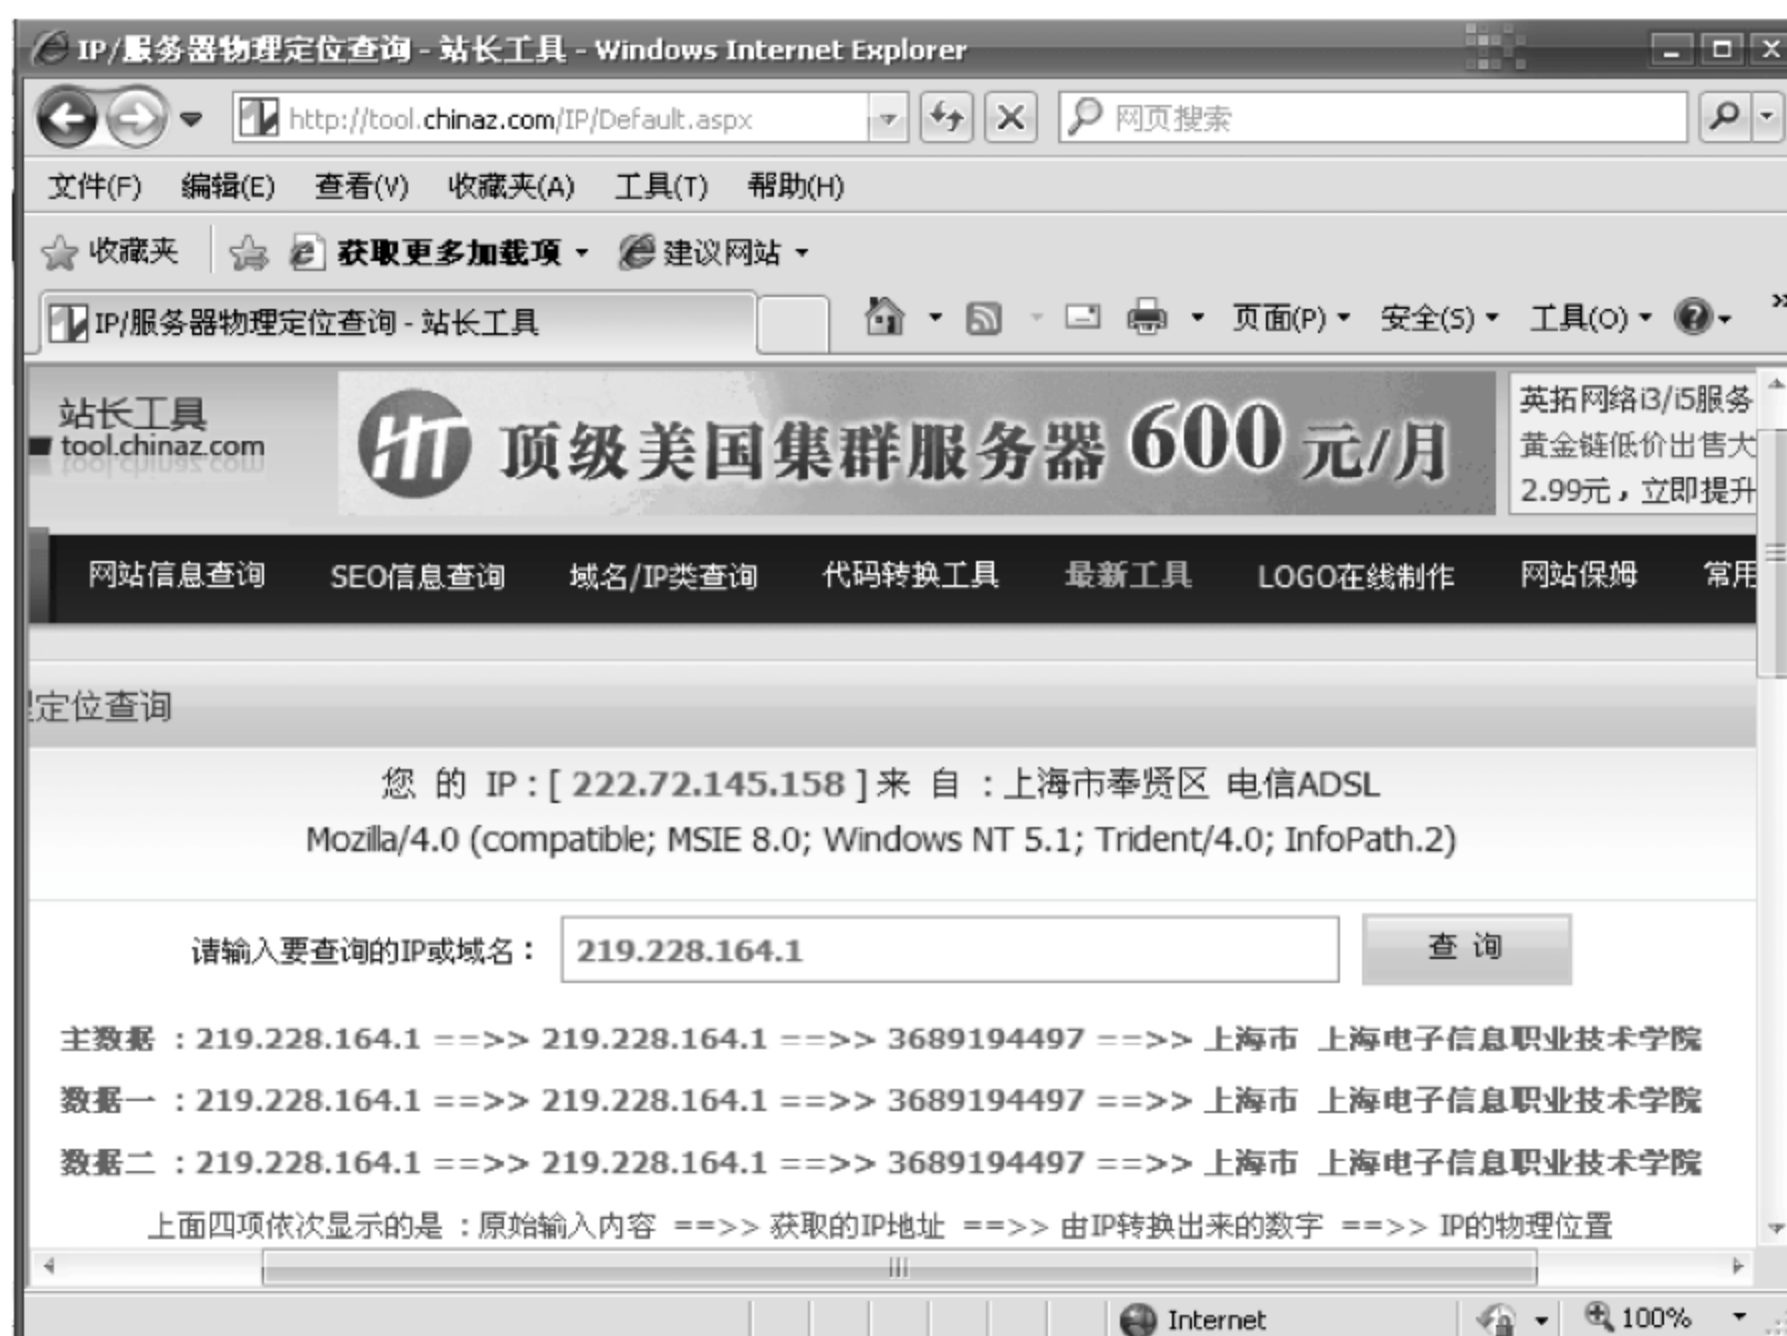 IP/服务器物理定位查询 - 站长工具 - Windows Internet Explorer
http://tool.chinaz.com/IP/Default.aspx 网页搜索
文件(F) 编辑(E) 查看(V) 收藏夹(A) 工具(T) 帮助(H)
收藏夹 获取更多加载项 建议网站
IP/服务器物理定位查询 - 站长工具 页面(P) 安全(S) 工具(O)
站长工具
tool.chinaz.com
HT 顶级美国集群服务器 600 元/月
英拓网络i3/i5服务
黄金链低价出售大
2.99元，立即提升
网站信息查询 SEO信息查询 域名/IP类查询 代码转换工具 最新工具 LOGO在线制作 网站保姆 常用
定位查询
您 的 IP : [ 222.72.145.158 ] 来 自 : 上海市奉贤区 电信ADSL
Mozilla/4.0 (compatible; MSIE 8.0; Windows NT 5.1; Trident/4.0; InfoPath.2)
请输入要查询的IP或域名： 219.228.164.1 查 询
主数据 : 219.228.164.1 ==>> 219.228.164.1 ==>> 3689194497 ==>> 上海市 上海电子信息职业技术学院
数据一 : 219.228.164.1 ==>> 219.228.164.1 ==>> 3689194497 ==>> 上海市 上海电子信息职业技术学院
数据二 : 219.228.164.1 ==>> 219.228.164.1 ==>> 3689194497 ==>> 上海市 上海电子信息职业技术学院
上面四项依次显示的是 : 原始输入内容 ==>> 获取的IP地址 ==>> 由IP转换出来的数字 ==>> IP的物理位置
Internet 100%